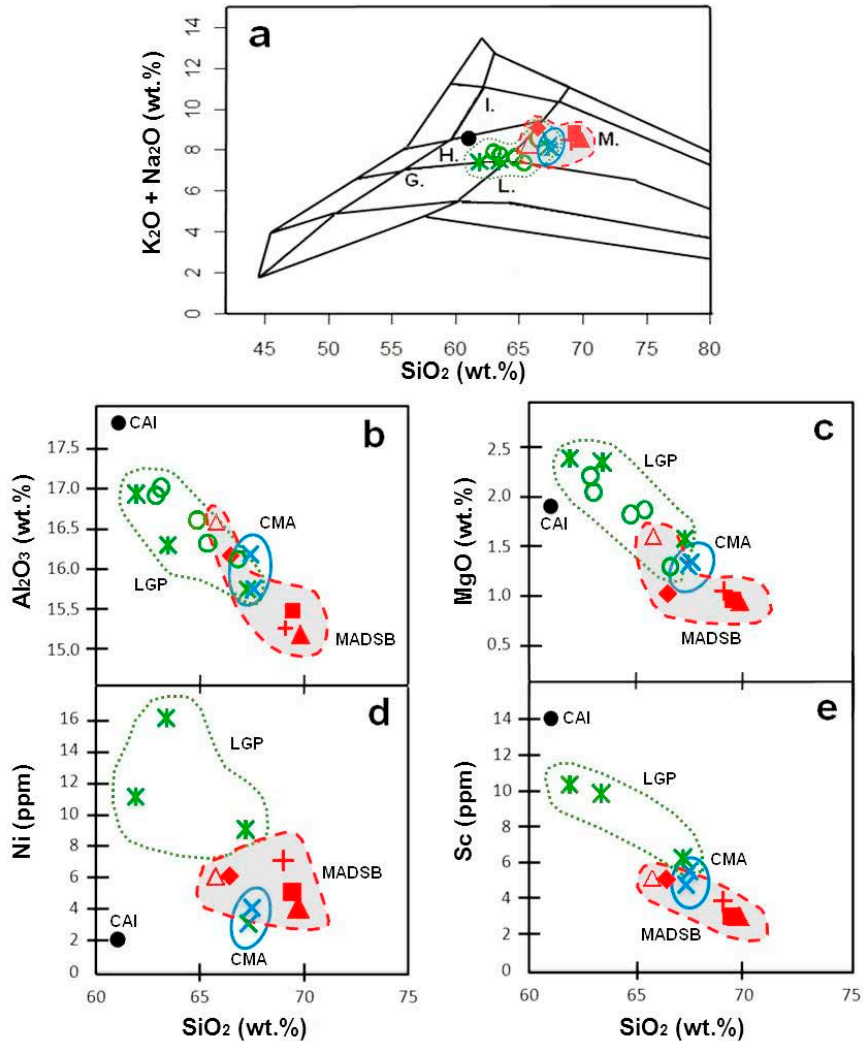 a
K₂O + Na₂O (wt.%)
14
12
10
8
6
4
2
0
I.
H.
M.
G.
L.
45 50 55 60 65 70 75 80
SiO₂ (wt.%)
b
Al₂O₃ (wt.%)
17.5
17.0
16.5
16.0
15.5
15.0
CAI
CMA
LGP
MADSB
c
MgO (wt.%)
2.5
2.0
1.5
1.0
0.5
LGP
CAI
CMA
MADSB
d
Ni (ppm)
16
14
12
10
8
6
4
2
0
LGP
MADSB
CAI
CMA
60 65 70 75
SiO₂ (wt.%)
e
Sc (ppm)
14
12
10
8
6
4
2
0
CAI
LGP
CMA
MADSB
60 65 70 75
SiO₂ (wt.%)